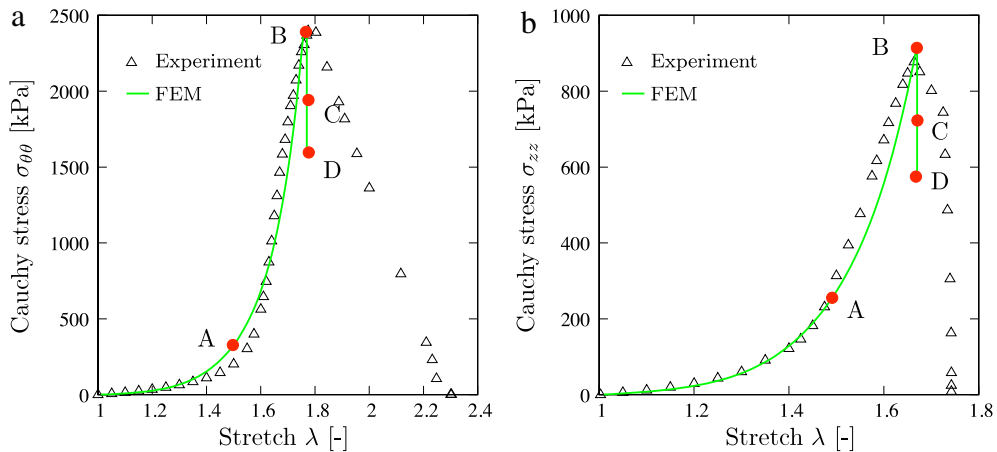 a
2500
2000
1500
1000
500
0
1
1.2
1.4
1.6
1.8
2
2.2
2.4
Cauchy stress σθθ [kPa]
Stretch λ [-]
Experiment
FEM
A
B
C
D
b
1000
800
600
400
200
0
1
1.2
1.4
1.6
1.8
Cauchy stress σzz [kPa]
Stretch λ [-]
Experiment
FEM
A
B
C
D